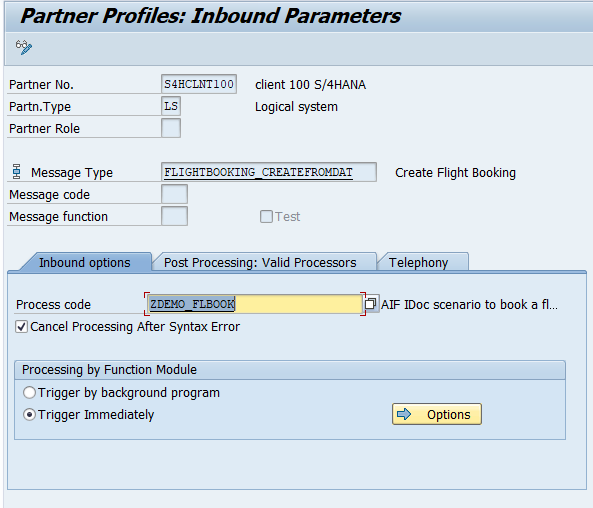 Partner Profiles: Inbound Parameters
Partner No. S4HCLNT100 client 100 S/4HANA
Partn.Type LS Logical system
Partner Role
Message Type FLIGHTBOOKING_CREATEFROMDAT Create Flight Booking
Message code
Message function Test
Inbound options Post Processing: Valid Processors Telephony
Process code ZDEMO_FLBOOK AIF IDoc scenario to book a fl...
Cancel Processing After Syntax Error
Processing by Function Module
Trigger by background program
Trigger Immediately Options